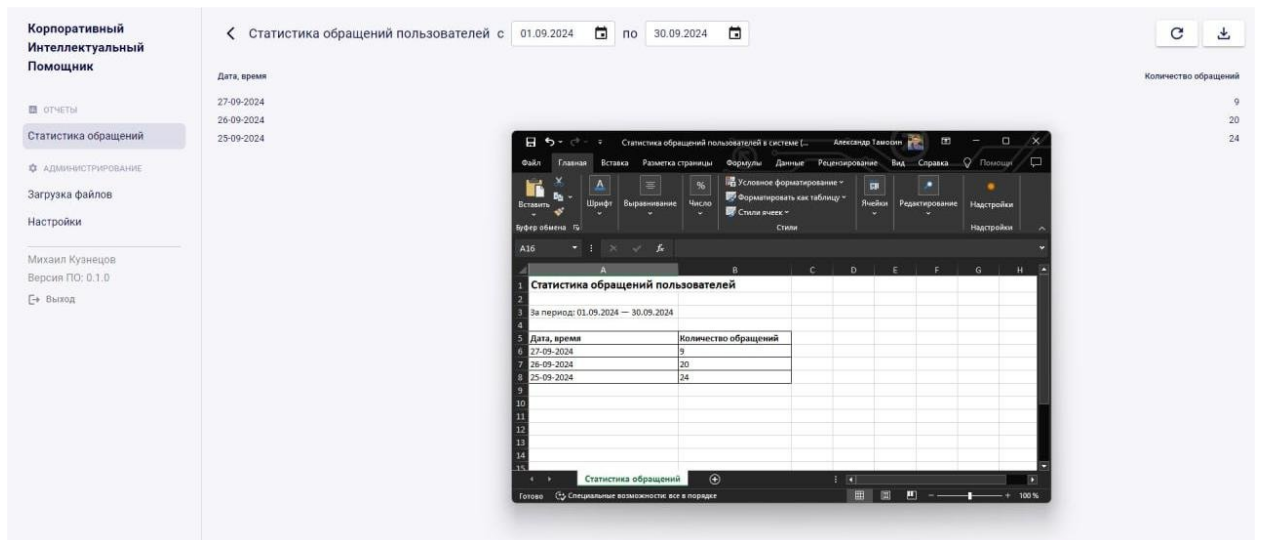 Корпоративный
Интеллектуальный
Помощник
ОТЧЕТЫ
Статистика обращений
АДМИНИСТРИРОВАНИЕ
Загрузка файлов
Настройки
Михаил Кузнецов
Версия ПО: 0.1.0
Выход
Статистика обращений пользователей с 01.09.2024 по 30.09.2024
Дата, время Количество обращений
27-09-2024 9
26-09-2024 20
25-09-2024 24
Статистика обращений пользователей в системе (... Александр Тамозин
Файл Главная Вставка Разметка страницы Формулы Данные Рецензирование Вид Справка Помощн
Вставить Шрифт Выравнивание Число Условное форматирование Ячейки Редактирование Надстройки
Форматировать как таблицу
Стили ячеек
Буфер обмена Стили Надстройки
A16 fx
A B C D E F G H
1 Статистика обращений пользователей
2
3 За период: 01.09.2024 — 30.09.2024
4
5 Дата, время Количество обращений
6 27-09-2024 9
7 26-09-2024 20
8 25-09-2024 24
9
10
11
12
13
14
15
Статистика обращений
Готово Специальные возможности: все в порядке 100 %